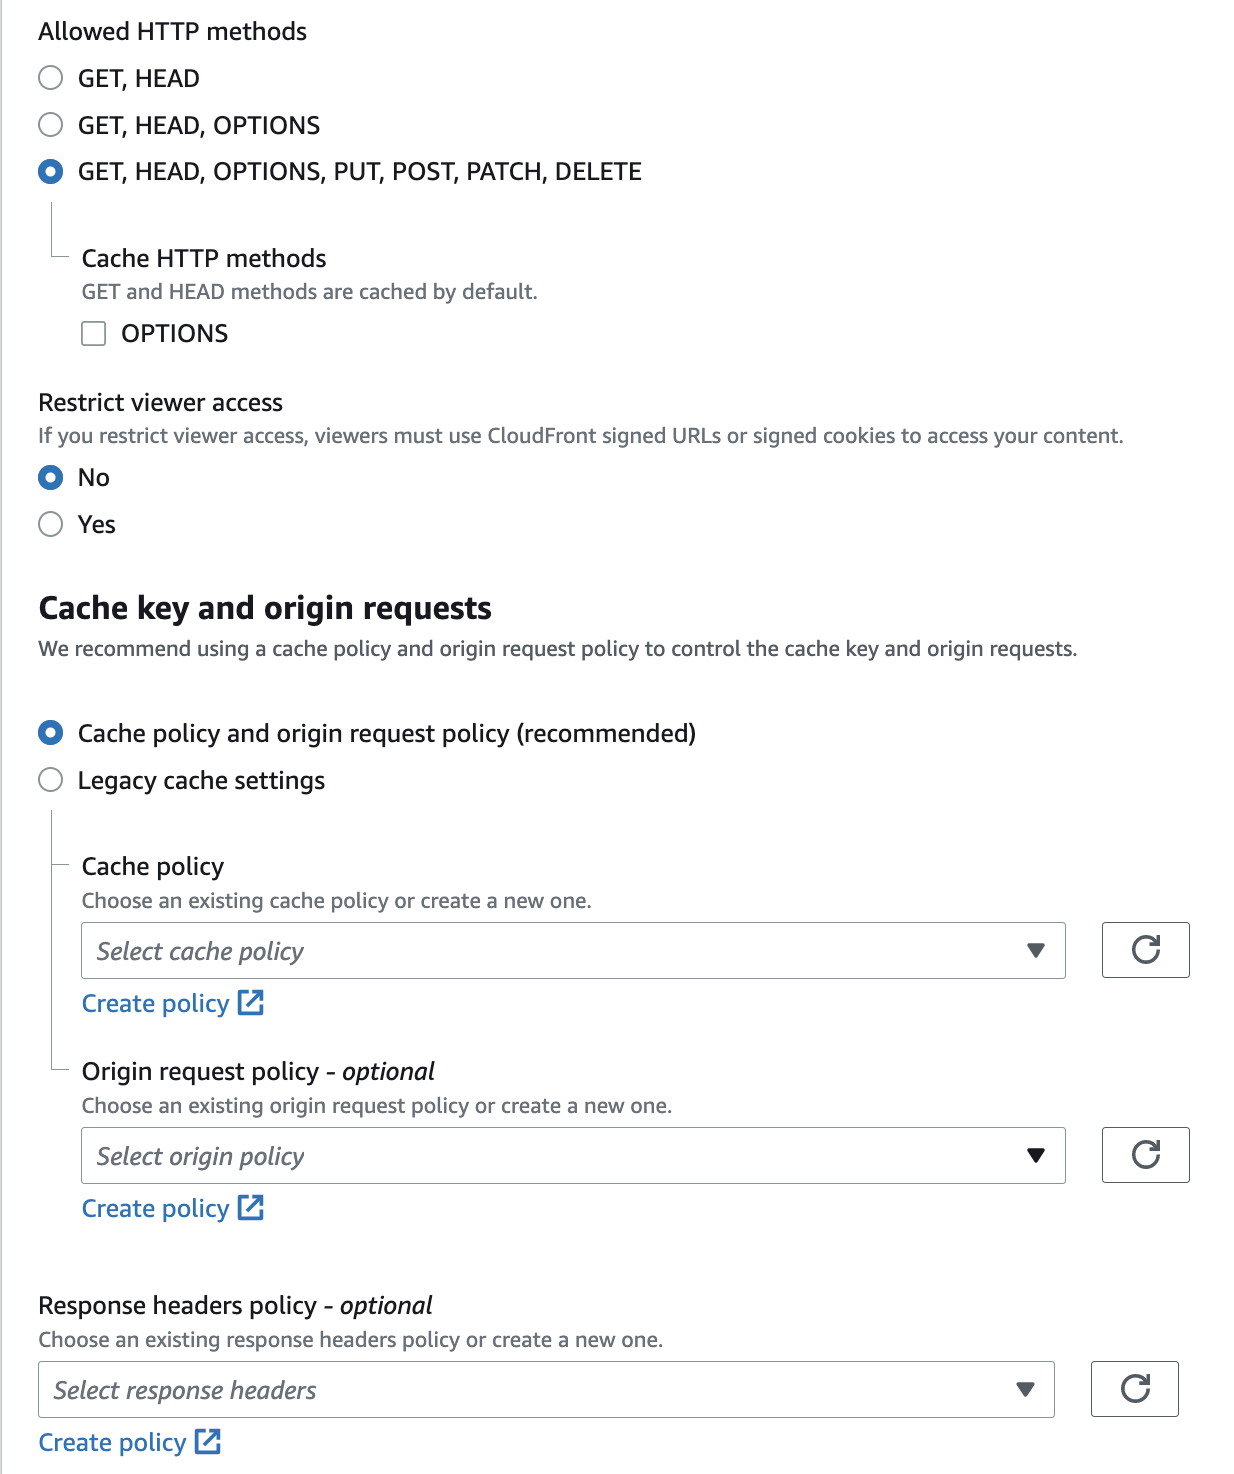 Allowed HTTP methods
GET, HEAD
GET, HEAD, OPTIONS
GET, HEAD, OPTIONS, PUT, POST, PATCH, DELETE
Cache HTTP methods
GET and HEAD methods are cached by default.
OPTIONS
Restrict viewer access
If you restrict viewer access, viewers must use CloudFront signed URLs or signed cookies to access your content.
No
Yes
Cache key and origin requests
We recommend using a cache policy and origin request policy to control the cache key and origin requests.
Cache policy and origin request policy (recommended)
Legacy cache settings
Cache policy
Choose an existing cache policy or create a new one.
Select cache policy
Create policy
Origin request policy - optional
Choose an existing origin request policy or create a new one.
Select origin policy
Create policy
Response headers policy - optional
Choose an existing response headers policy or create a new one.
Select response headers
Create policy